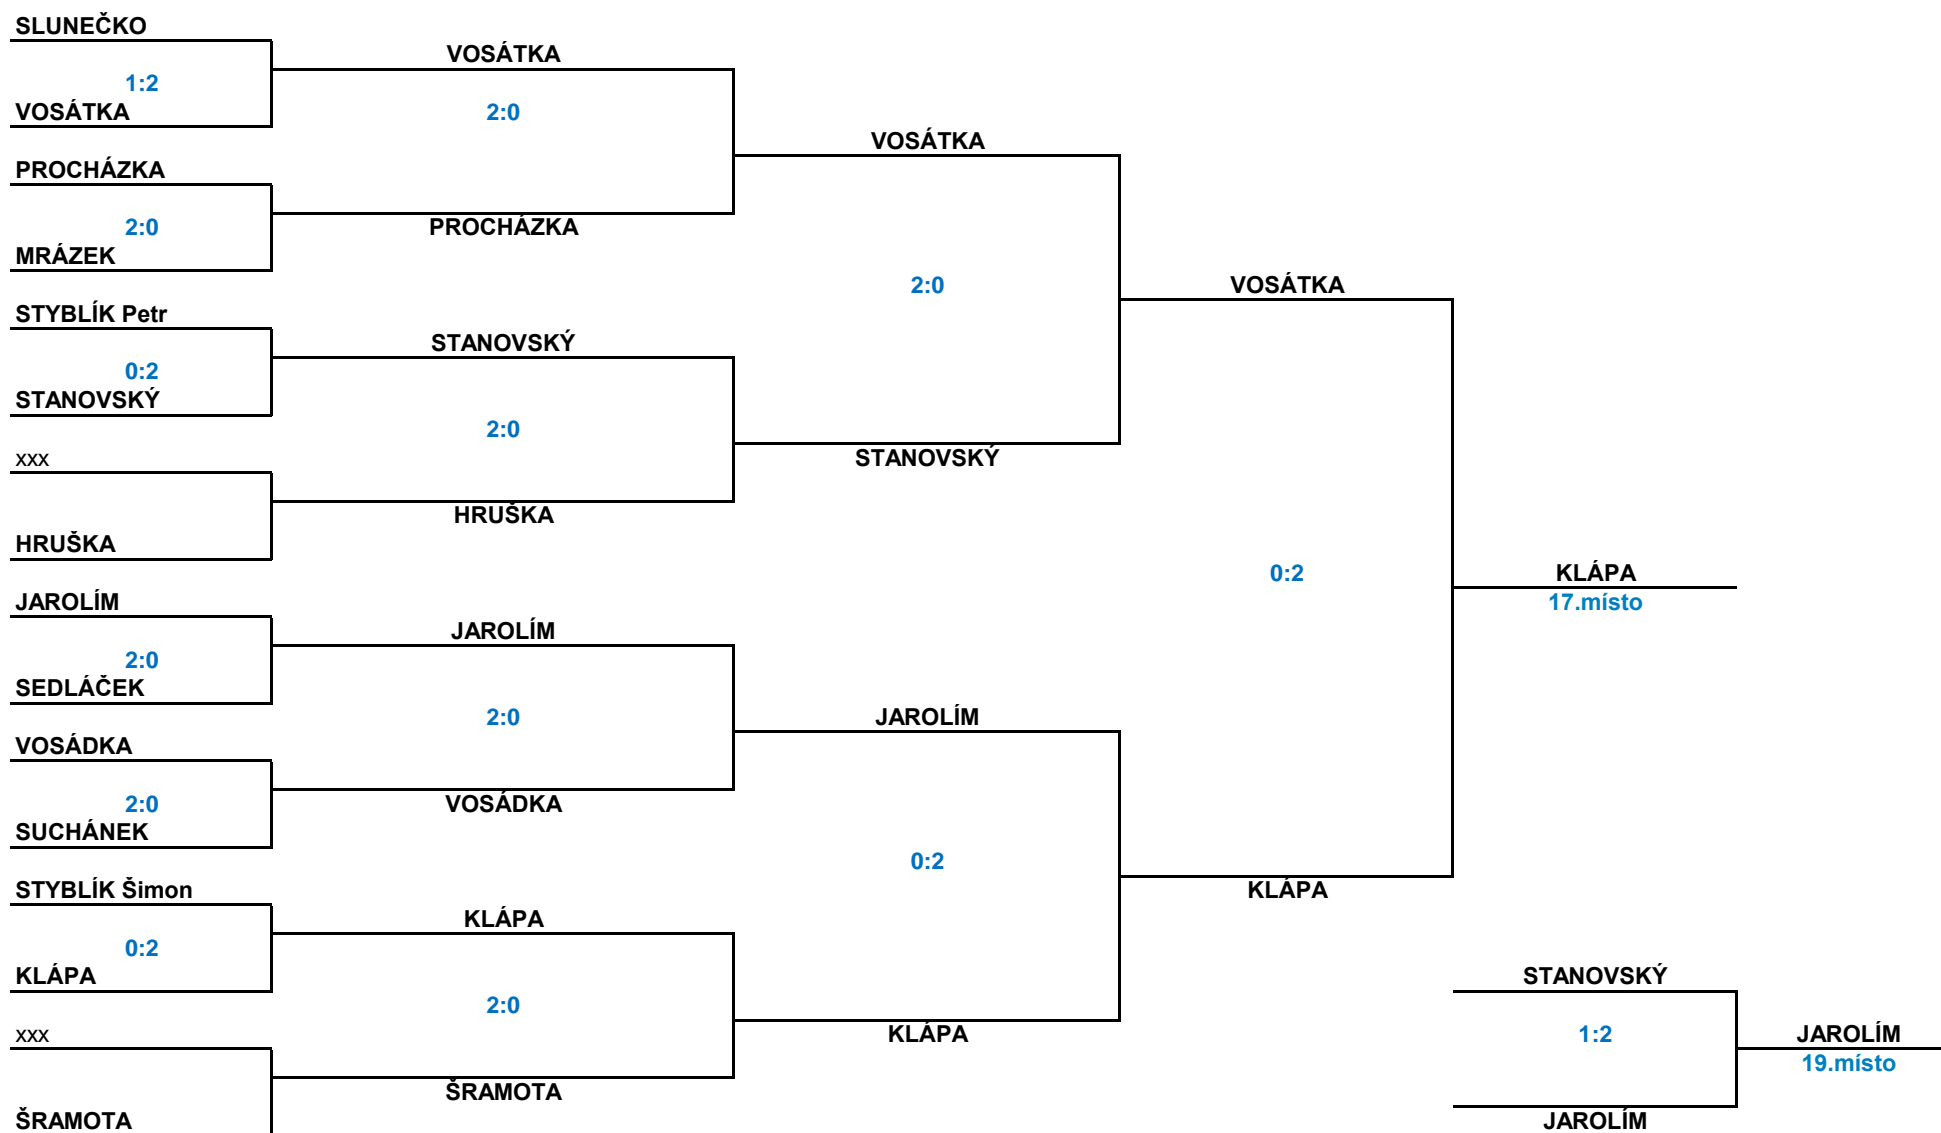 SLUNEČKO
VOSÁTKA
1:2
VOSÁTKA
2:0
VOSÁTKA
PROCHÁZKA
PROCHÁZKA
2:0
MRÁZEK
2:0
VOSÁTKA
STYBLÍK Petr
STANOVSKÝ
0:2
STANOVSKÝ
2:0
STANOVSKÝ
xxx
HRUŠKA
HRUŠKA
0:2
KLÁPA
17.místo
JAROLÍM
JAROLÍM
2:0
SEDLÁČEK
2:0
JAROLÍM
VOSÁDKA
VOSÁDKA
2:0
SUCHÁNEK
0:2
KLÁPA
STYBLÍK Šimon
KLÁPA
0:2
KLÁPA
2:0
KLÁPA
xxx
ŠRAMOTA
ŠRAMOTA
STANOVSKÝ
1:2
JAROLÍM
19.místo
JAROLÍM